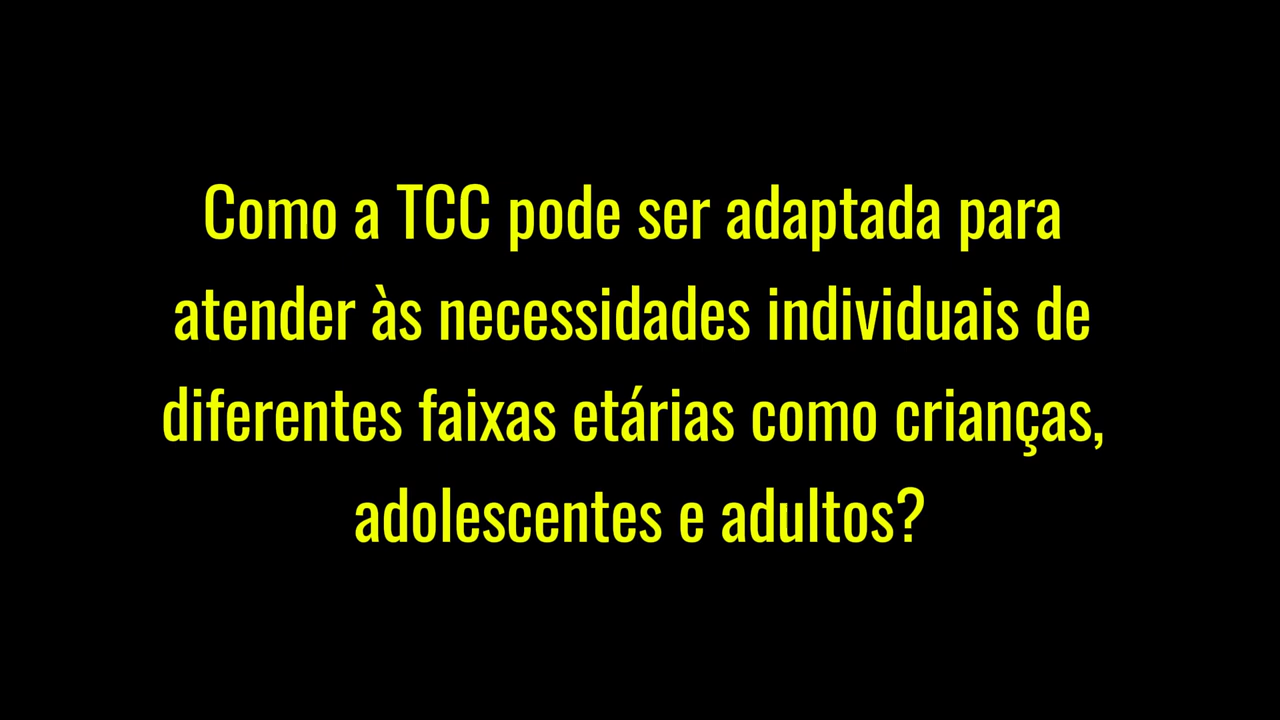 Como a TCC pode ser adaptada para
atender às necessidades individuais de
diferentes faixas etárias como crianças,
adolescentes e adultos?